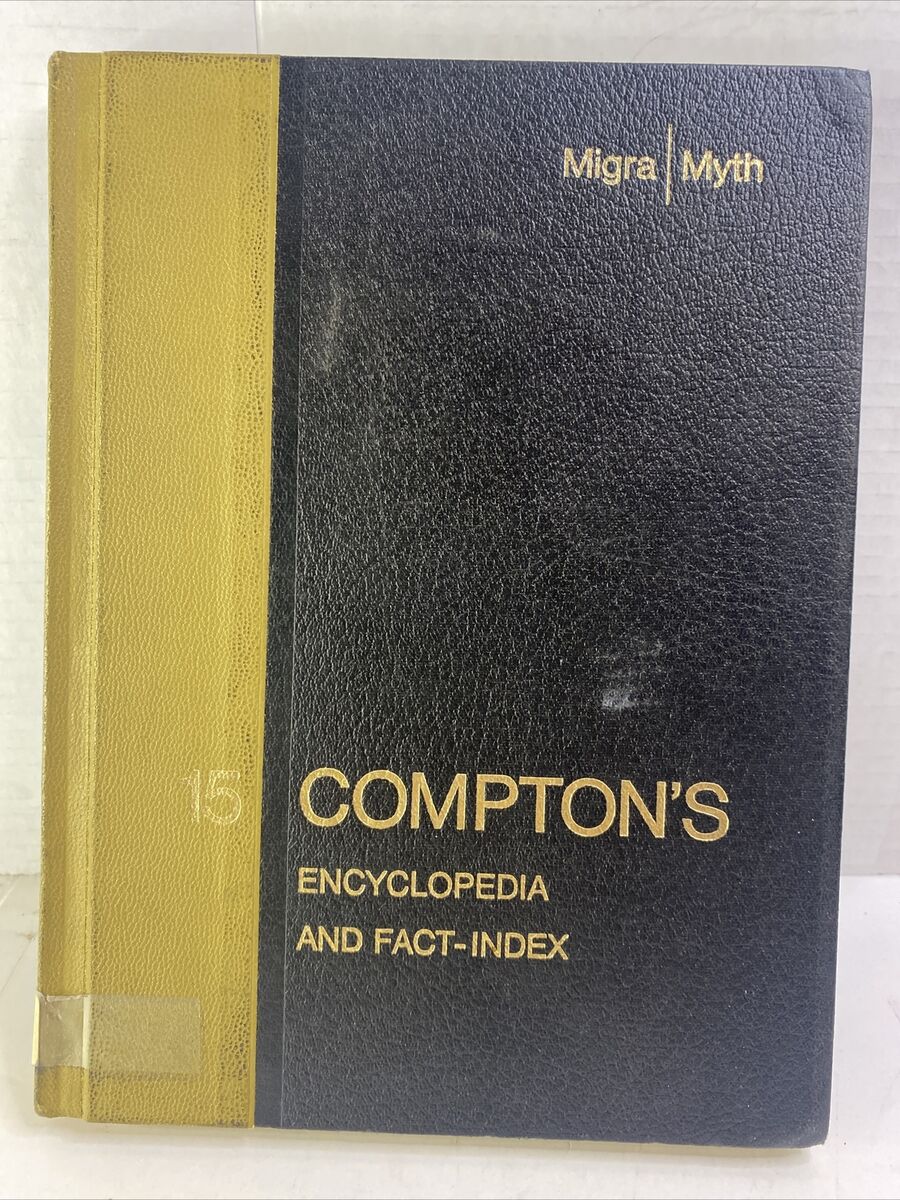 Migra | Myth
15
COMPTON'S
ENCYCLOPEDIA
AND FACT-INDEX